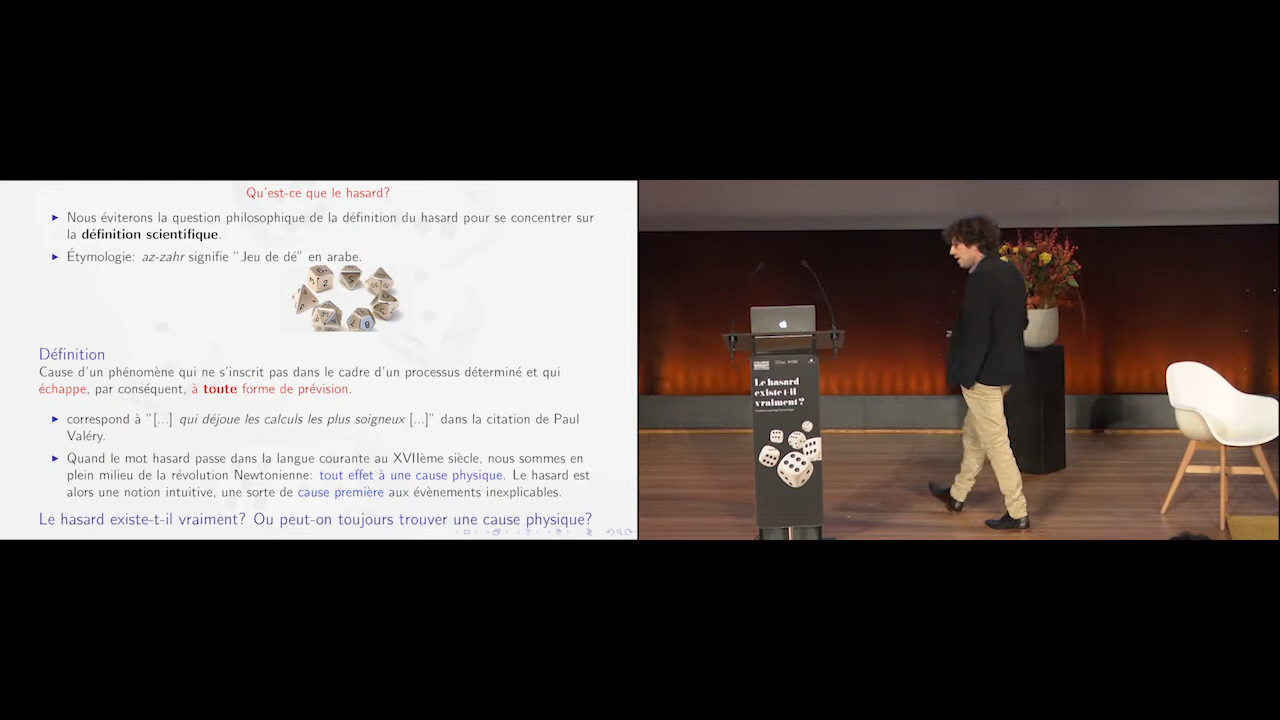 Qu'est-ce que le hasard?
▶ Nous éviterons la question philosophique de la définition du hasard pour se concentrer sur
la définition scientifique.
▶ Étymologie: az-zahr signifie "Jeu de dé" en arabe.
Définition
Cause d'un phénomène qui ne s'inscrit pas dans le cadre d'un processus déterminé et qui
échappe, par conséquent, à toute forme de prévision.
▶ correspond à "[...] qui déjoue les calculs les plus soigneux [...]" dans la citation de Paul
Valéry.
▶ Quand le mot hasard passe dans la langue courante au XVIIème siècle, nous sommes en
plein milieu de la révolution Newtonienne: tout effet à une cause physique. Le hasard est
alors une notion intuitive, une sorte de cause première aux évènements inexplicables.
Le hasard existe-t-il vraiment? Ou peut-on toujours trouver une cause physique?
Le hasard
existe-t-il
vraiment ?